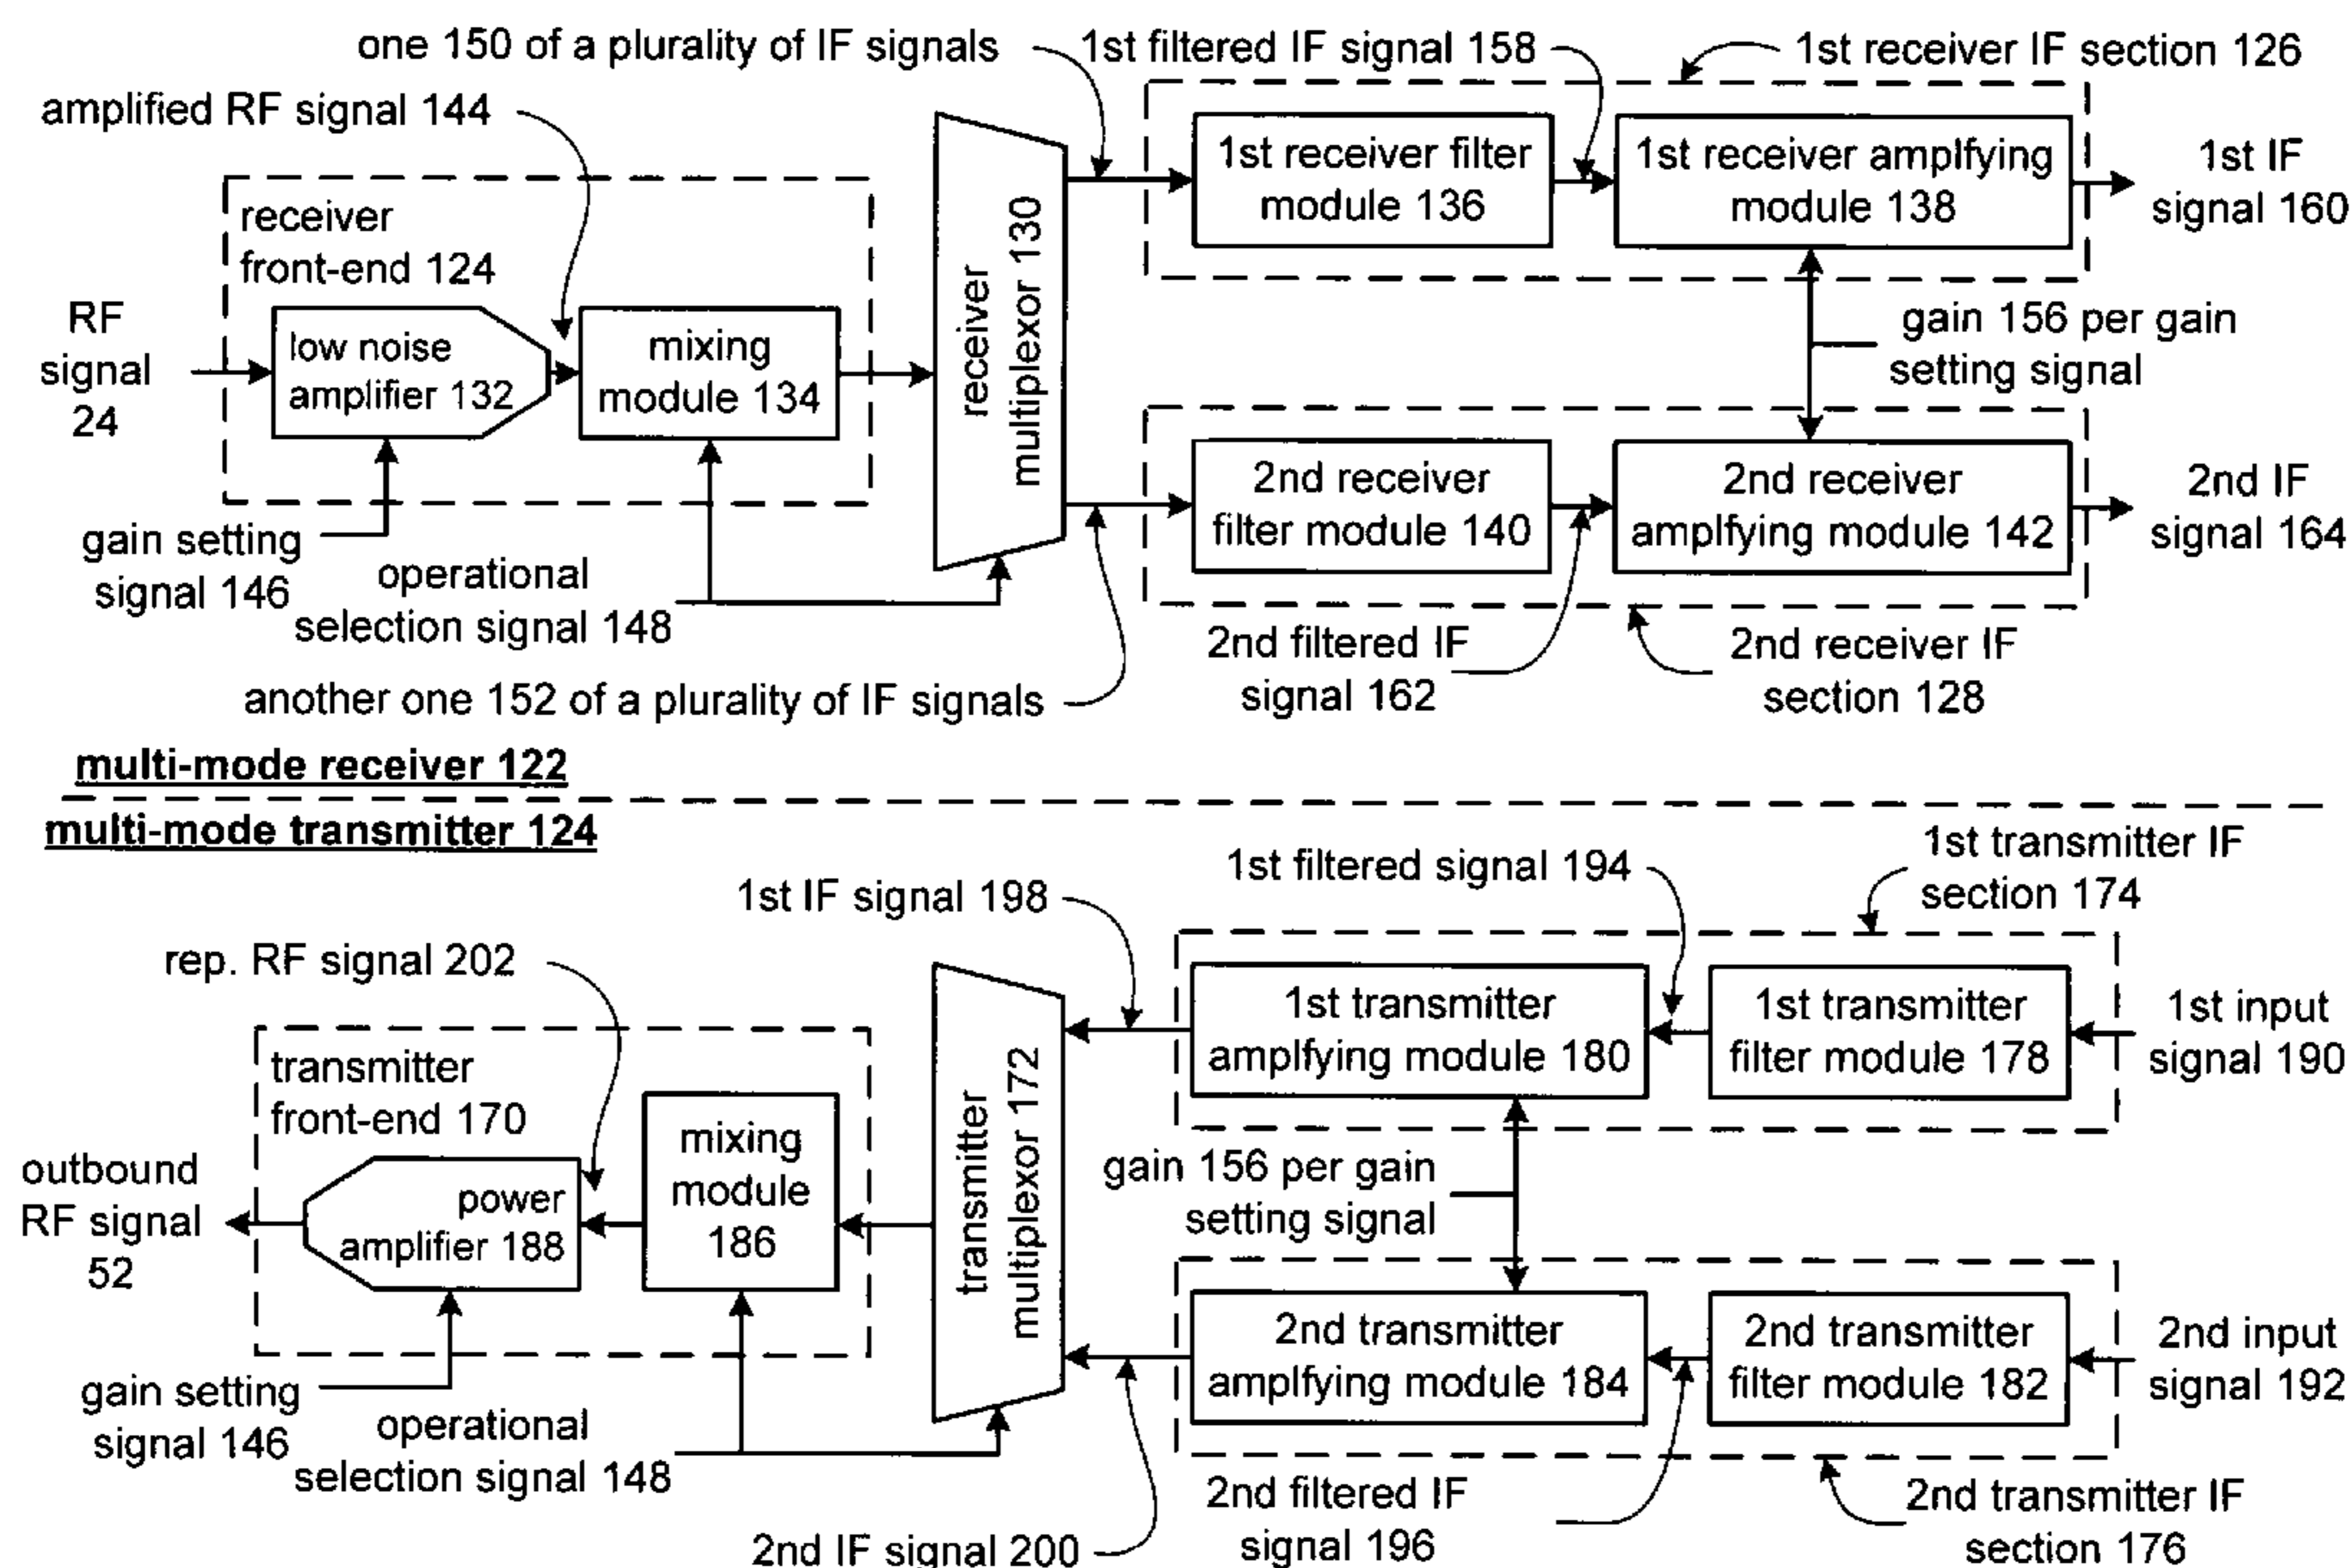 one 150 of a plurality of IF signals
1st filtered IF signal 158
1st receiver IF section 126
amplified RF signal 144
receiver
front-end 124
RF
signal
24
low noise
amplifier 132
mixing
module 134
receiver
multiplexor 130
1st receiver filter
module 136
1st receiver amplfying
module 138
1st IF
signal 160
gain 156 per gain
setting signal
2nd receiver
filter module 140
2nd receiver
amplfying module 142
2nd IF
signal 164
gain setting
signal 146
operational
selection signal 148
2nd filtered IF
signal 162
2nd receiver IF
section 128
another one 152 of a plurality of IF signals
multi-mode receiver 122
multi-mode transmitter 124
1st transmitter IF
section 174
1st filtered signal 194
1st IF signal 198
rep. RF signal 202
transmitter
front-end 170
outbound
RF signal
52
power
amplifier 188
mixing
module
186
transmitter
multiplexor 172
1st transmitter
amplfying module 180
1st transmitter
filter module 178
1st input
signal 190
gain 156 per gain
setting signal
2nd transmitter
amplfying module 184
2nd transmitter
filter module 182
2nd input
signal 192
gain setting
signal 146
operational
selection signal 148
2nd filtered IF
signal 196
2nd transmitter IF
section 176
2nd IF signal 200